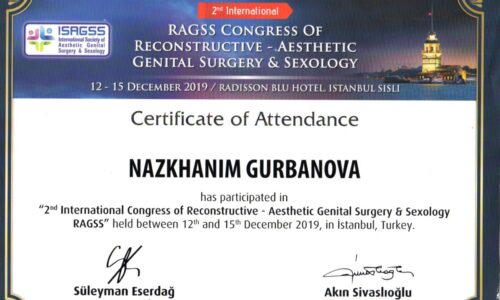 2nd International
ISAGSS
International Society of
Aesthetic Genital
Surgery & Sexology
RAGSS CONGRESS OF
RECONSTRUCTIVE - AESTHETIC
GENITAL SURGERY & SEXOLOGY
12 - 15 DECEMBER 2019 / RADISSON BLU HOTEL, ISTANBUL SISLI
Certificate of Attendance
NAZKHANIM GURBANOVA
has participated in
"2nd International Congress of Reconstructive - Aesthetic Genital Surgery & Sexology
RAGSS" held between 12th and 15th December 2019, in İstanbul, Turkey.
Süleyman Eserdağ
Akın Sivaslıoğlu